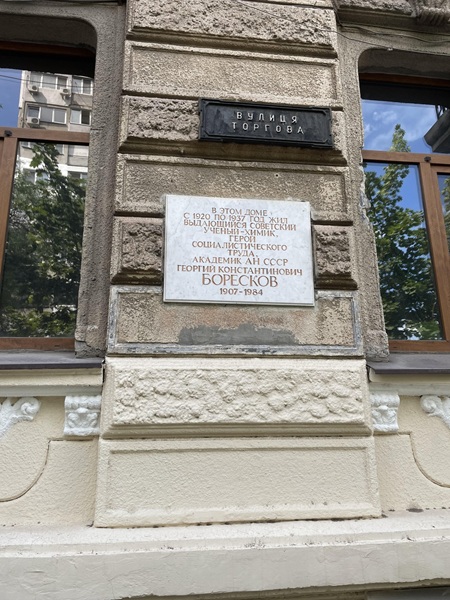 ВУЛИЦЯ
ТОРГОВА
В ЭТОМ ДОМЕ
С 1920 ПО 1937 ГОД ЖИЛ
ВЫДАЮЩИЙСЯ СОВЕТСКИЙ
УЧЕНЫЙ-ХИМИК,
ГЕРОЙ
СОЦИАЛИСТИЧЕСКОГО
ТРУДА,
АКАДЕМИК АН СССР
ГЕОРГИЙ КОНСТАНТИНОВИЧ
БОРЕСКОВ
1907-1984